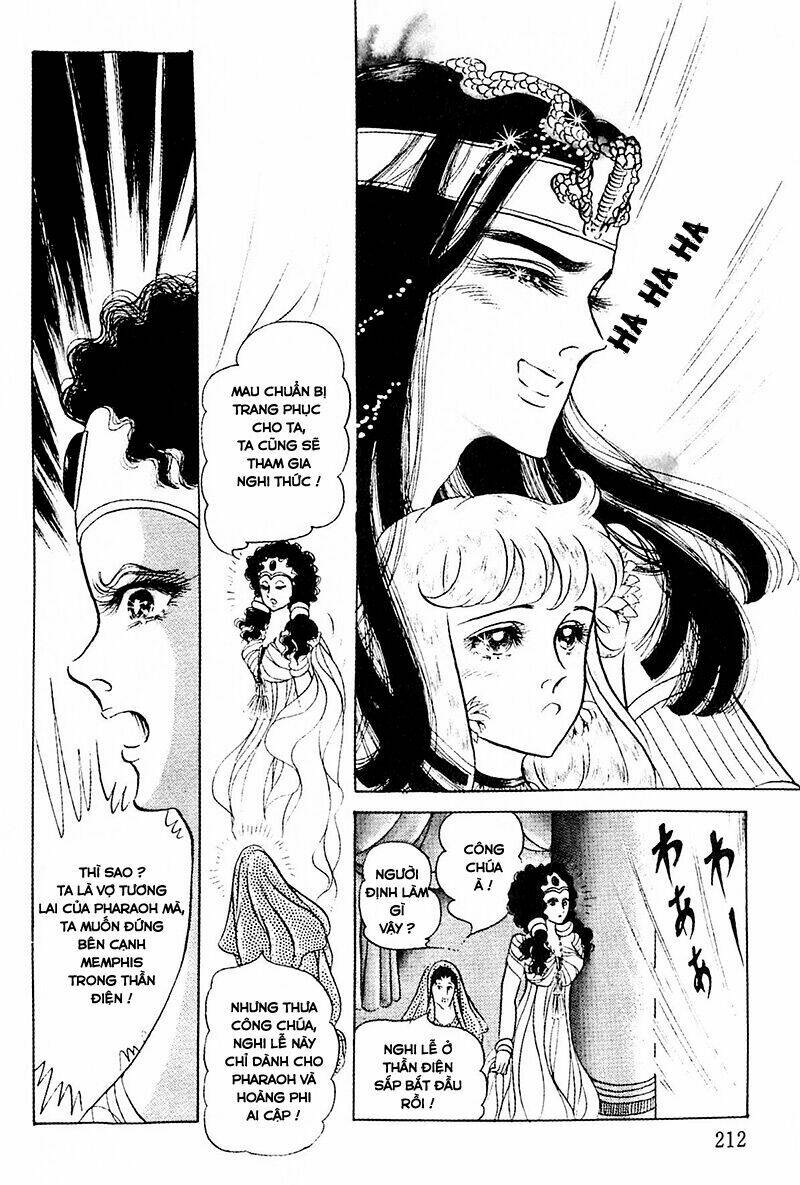 HA HA HA
わーわああ
CÔNG
CHÚA
À !
NGƯỜI
ĐỊNH LÀM
GÌ
VẬY ?
NGHI LỄ Ở
THẦN ĐIỆN
SẮP BẮT ĐẦU
RỒI !
MAU CHUẨN BỊ
TRANG PHỤC
CHO TA,
TA CŨNG SẼ
THAM GIA
NGHI THỨC !
NHƯNG THƯA
CÔNG CHÚA,
NGHI LỄ NÀY
CHỈ DÀNH CHO
PHARAOH VÀ
HOÀNG PHI
AI CẬP !
THÌ SAO ?
TA LÀ VỢ TƯƠNG
LAI CỦA PHARAOH MÀ,
TA MUỐN ĐỨNG
BÊN CẠNH
MEMPHIS
TRONG THẦN
ĐIỆN !
212